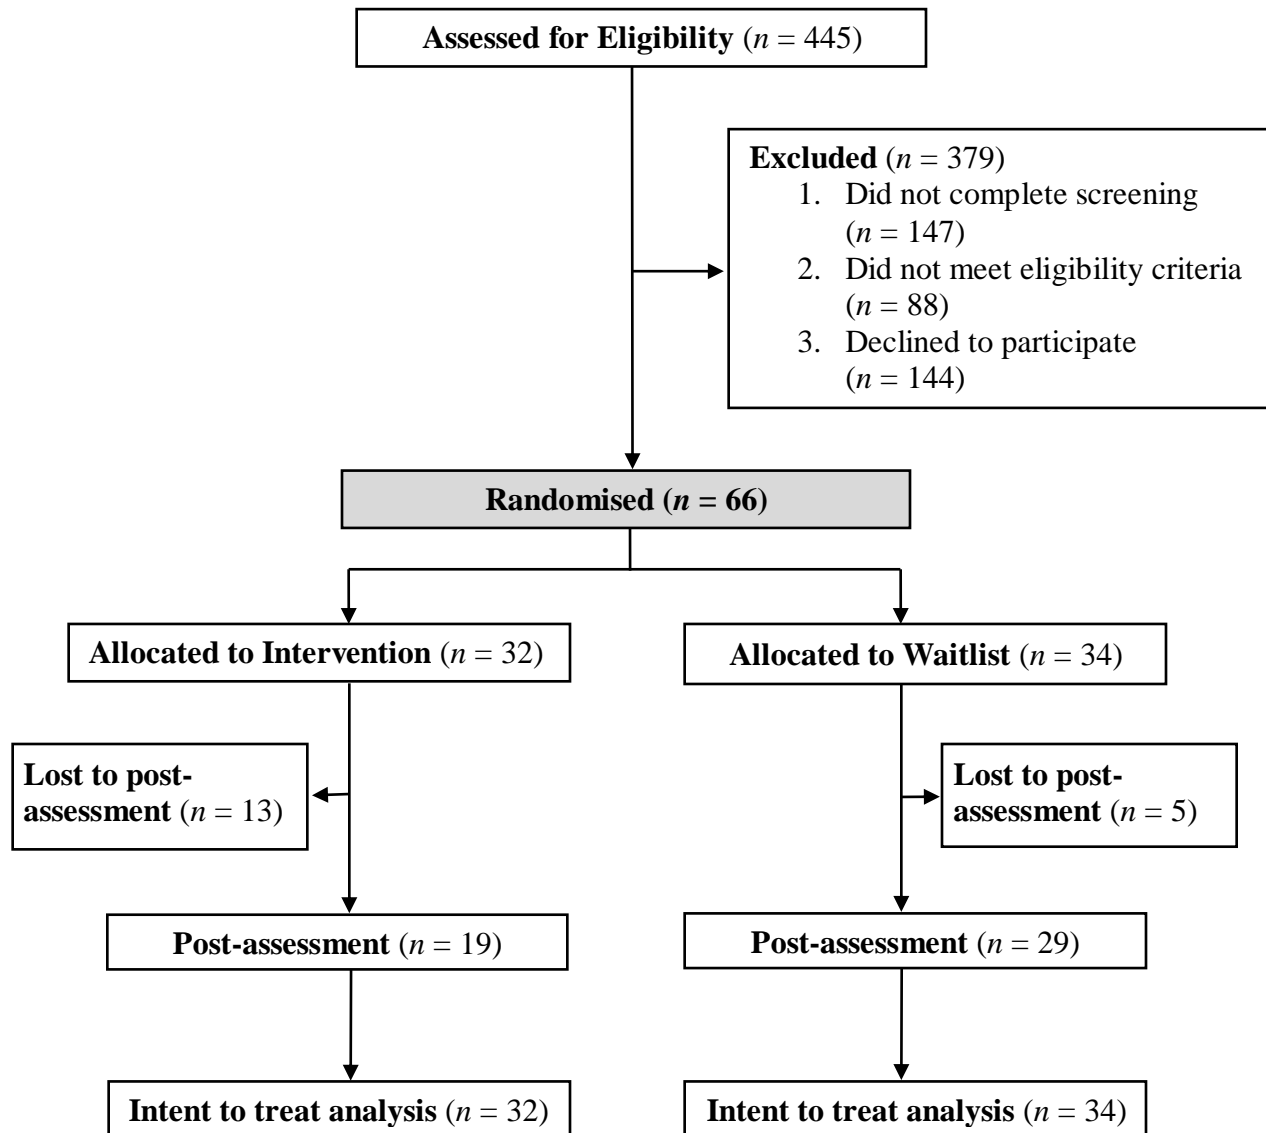 Assessed for Eligibility (n = 445)
Excluded (n = 379)
1. Did not complete screening
(n = 147)
2. Did not meet eligibility criteria
(n = 88)
3. Declined to participate
(n = 144)
Randomised (n = 66)
Allocated to Intervention (n = 32)
Allocated to Waitlist (n = 34)
Lost to post-
assessment (n = 13)
Lost to post-
assessment (n = 5)
Post-assessment (n = 19)
Post-assessment (n = 29)
Intent to treat analysis (n = 32)
Intent to treat analysis (n = 34)